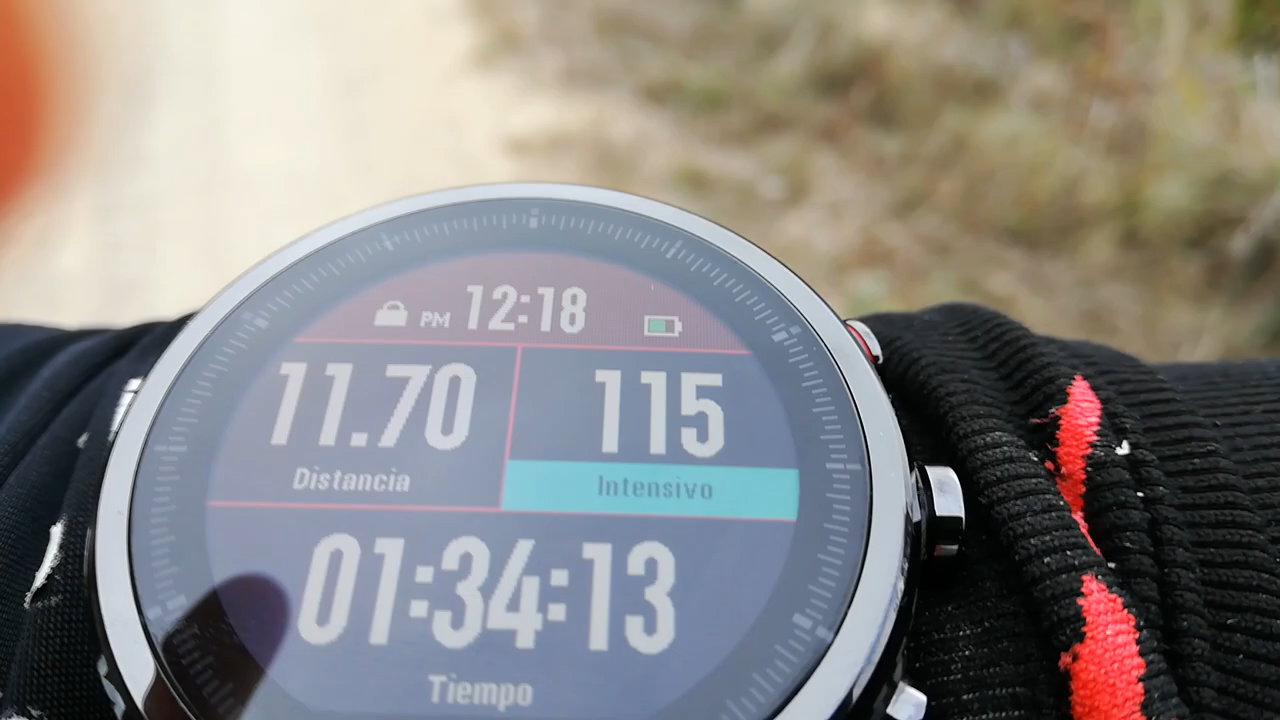 PM 12:18
11.70
Distancia
115
Intensivo
01:34:13
Tiempo